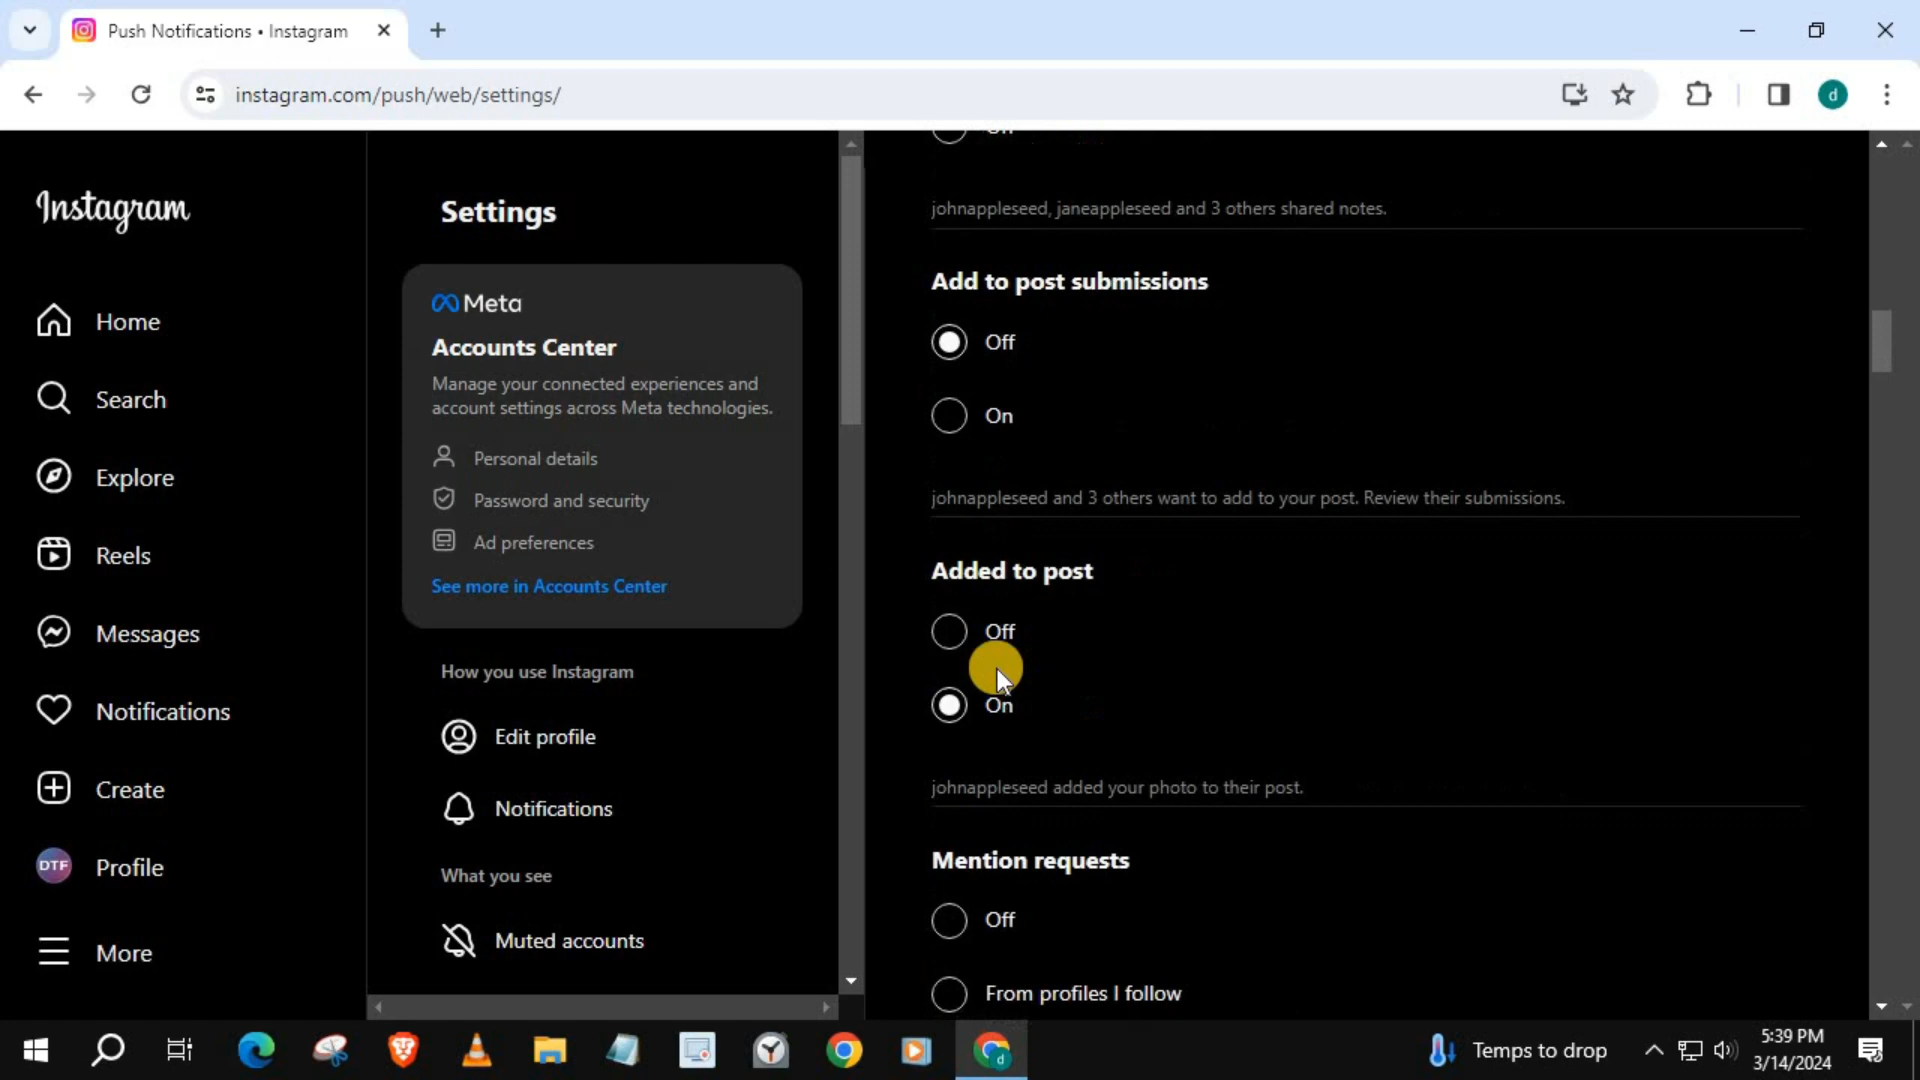 Push Notifications • Instagram
instagram.com/push/web/settings/
d
Instagram
Home
Search
Explore
Reels
Messages
Notifications
Create
DTF
Profile
More
Settings
Meta
Accounts Center
Manage your connected experiences and
account settings across Meta technologies.
Personal details
Password and security
Ad preferences
See more in Accounts Center
How you use Instagram
Edit profile
Notifications
What you see
Muted accounts
johnappleseed, janeappleseed and 3 others shared notes.
Add to post submissions
Off
On
johnappleseed and 3 others want to add to your post. Review their submissions.
Added to post
Off
On
johnappleseed added your photo to their post.
Mention requests
Off
From profiles I follow
d
Temps to drop
5:39 PM
3/14/2024